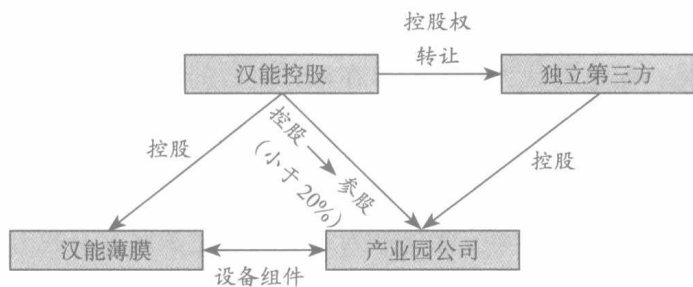 控股权
转让
汉能控股
独立第三方
控股
控股→参股
(小于20%)
控股
汉能薄膜
产业园公司
设备组件